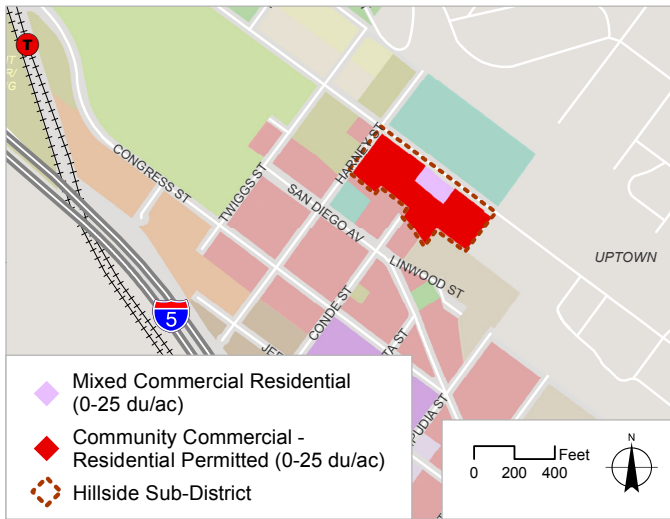 T
CONGRESS ST
TWIGGS ST
HARNEY ST
SAN DIEGO AV
LINWOOD ST
CONDE ST
UPTOWN
5
Mixed Commercial Residential
(0-25 du/ac)
Community Commercial -
Residential Permitted (0-25 du/ac)
Hillside Sub-District
Feet
0 200 400
N